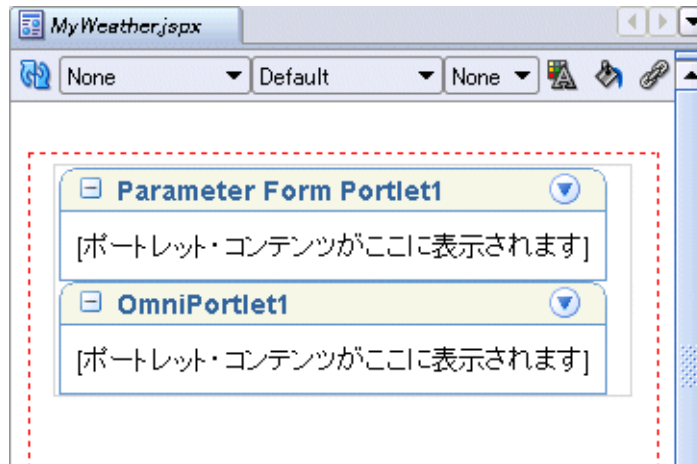 MyWeather.jspx
None Default None
Parameter Form Portlet1
[ポートレット・コンテンツがここに表示されます]
OmniPortlet1
[ポートレット・コンテンツがここに表示されます]